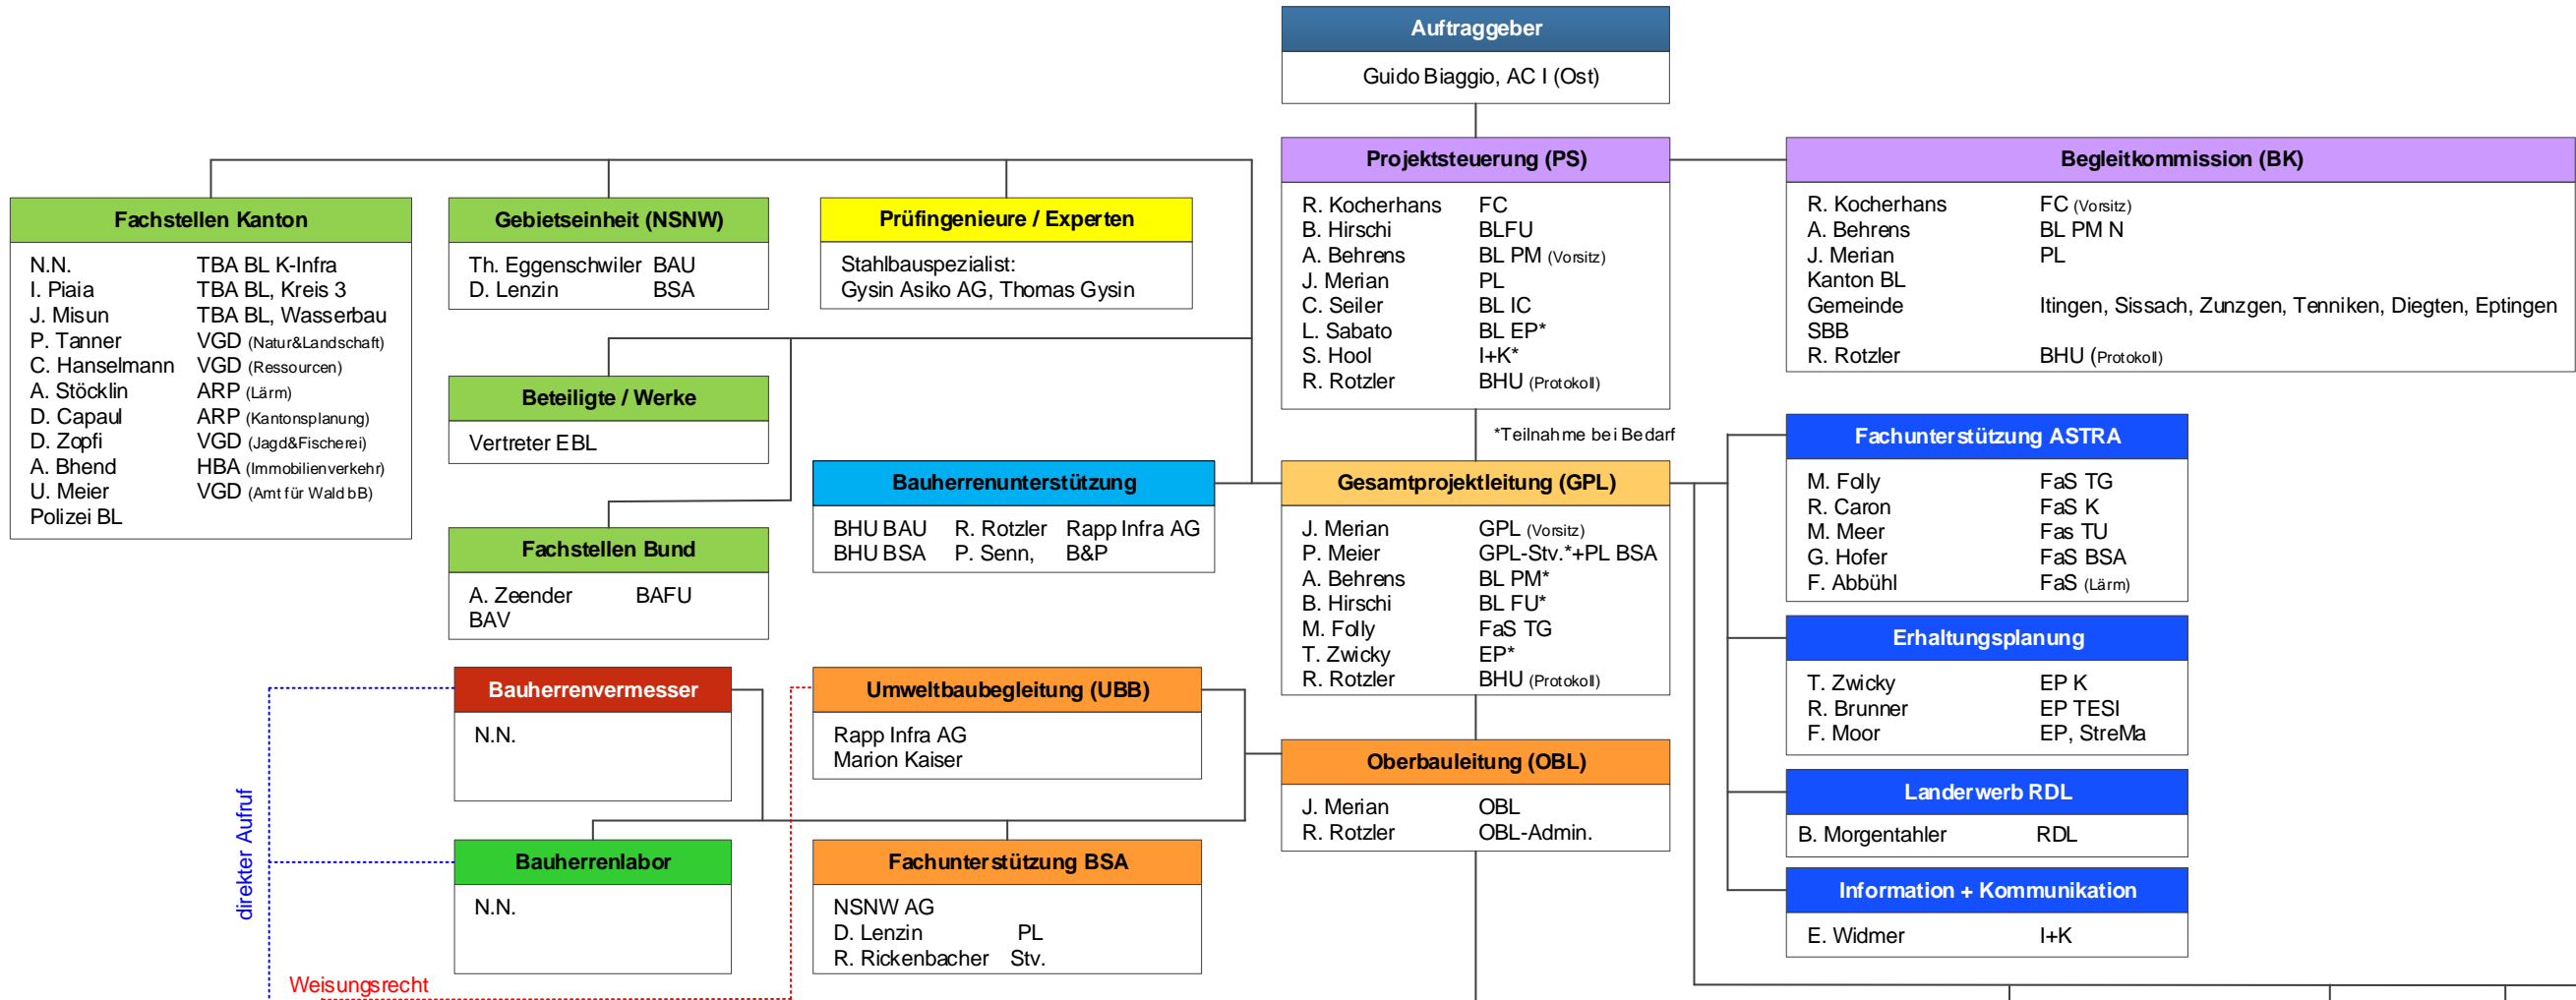 Auftraggeber
Guido Biaggio, AC I (Ost)
Projektsteuerung (PS)
R. Kocherhans FC
B. Hirschi BLFU
A. Behrens BL PM (Vorsitz)
J. Merian PL
C. Seiler BL IC
L. Sabato BL EP*
S. Hool I+K*
R. Rotzler BHU (Protokoll)
*Teilnahme bei Bedarf
Begleitkommission (BK)
R. Kocherhans FC (Vorsitz)
A. Behrens BL PM N
J. Merian PL
Kanton BL
Gemeinde Itingen, Sissach, Zunzgen, Tenniken, Diegten, Eptingen
SBB
R. Rotzler BHU (Protokoll)
Fachstellen Kanton
N.N. TBA BL K-Infra
I. Piaia TBA BL, Kreis 3
J. Misun TBA BL, Wasserbau
P. Tanner VGD (Natur&Landschaft)
C. Hanselmann VGD (Ressourcen)
A. Stöcklin ARP (Lärm)
D. Capaul ARP (Kantonsplanung)
D. Zopfi VGD (Jagd&Fischerei)
A. Bhend HBA (Immobilienverkehr)
U. Meier VGD (Amt für Wald bB)
Polizei BL
Gebietseinheit (NSNW)
Th. Eggenschwiler BAU
D. Lenzin BSA
Prüfingenieure / Experten
Stahlbauspezialist:
Gysin Asiko AG, Thomas Gysin
Beteiligte / Werke
Vertreter EBL
Fachstellen Bund
A. Zeender BAFU
BAV
Bauherrenunterstützung
BHU BAU R. Rotzler Rapp Infra AG
BHU BSA P. Senn, B&P
Gesamtprojektleitung (GPL)
J. Merian GPL (Vorsitz)
P. Meier GPL-Stv.*+PL BSA
A. Behrens BL PM*
B. Hirschi BL FU*
M. Folly FaS TG
T. Zwicky EP*
R. Rotzler BHU (Protokoll)
Fachunterstützung ASTRA
M. Folly FaS TG
R. Caron FaS K
M. Meer Fas TU
G. Hofer FaS BSA
F. Abbühl FaS (Lärm)
Erhaltungsplanung
T. Zwicky EP K
R. Brunner EP TESI
F. Moor EP, StreMa
Landerwerb RDL
B. Morgentahler RDL
Information + Kommunikation
E. Widmer I+K
Bauherrenvermesser
N.N.
Umweltbaubegleitung (UBB)
Rapp Infra AG
Marion Kaiser
Oberbauleitung (OBL)
J. Merian OBL
R. Rotzler OBL-Admin.
Bauherrenlabor
N.N.
Fachunterstützung BSA
NSNW AG
D. Lenzin PL
R. Rickenbacher Stv.
direkter Aufruf
Weisungsrecht